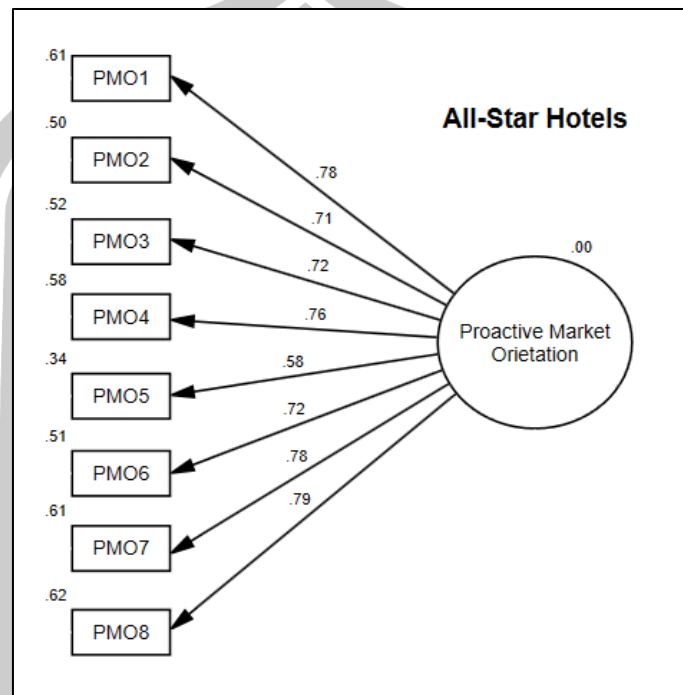 .61
PMO1
All-Star Hotels
.50
PMO2
.78
.52
PMO3
.71
.00
.58
PMO4
.72
.76
Proactive Market
Orietation
.34
PMO5
.58
.51
PMO6
.72
.61
PMO7
.78
.79
.62
PMO8